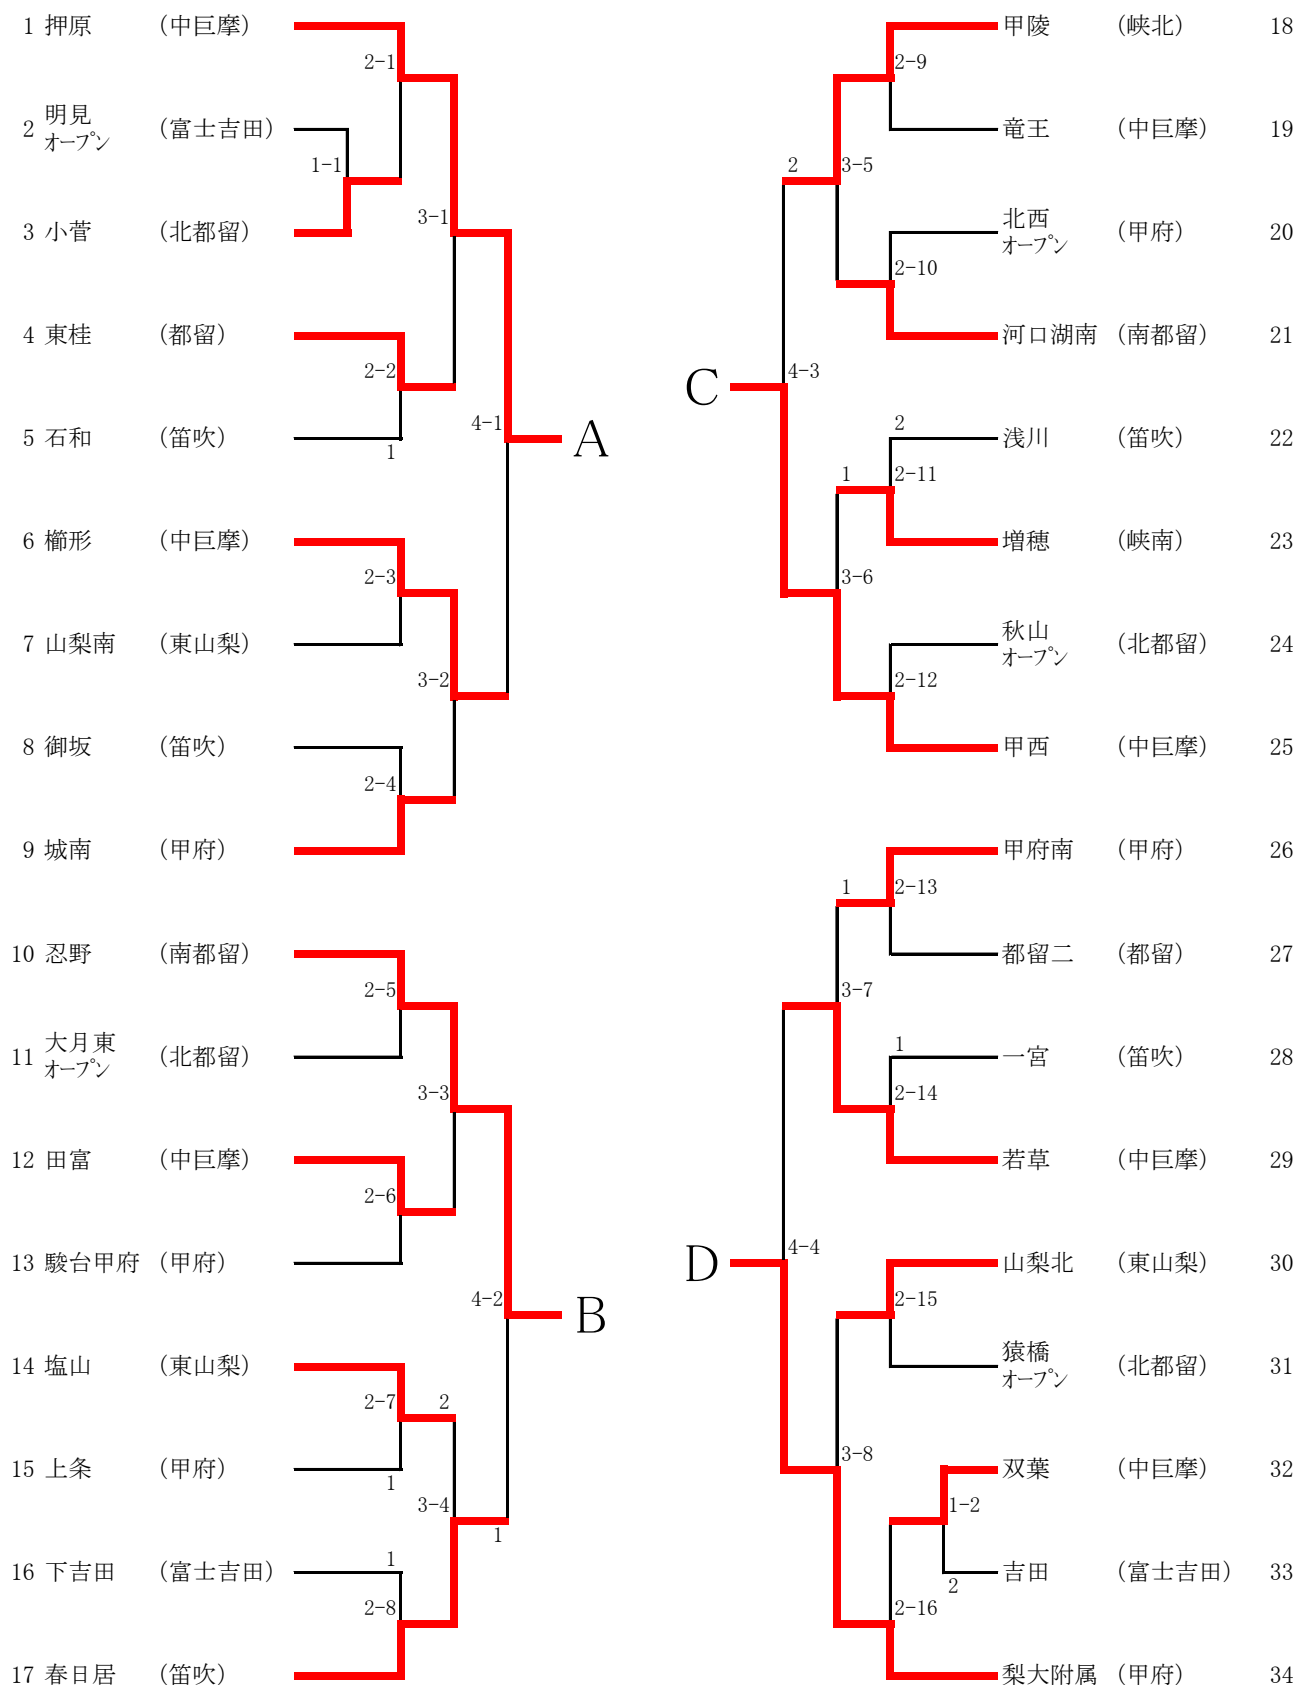 1 押原 （中巨摩）
2-1
2 明見 オープン （富士吉田）
1-1
3 小菅 （北都留）
3-1
4 東桂 （都留）
2-2
5 石和 （笛吹）
1
4-1
A
6 櫛形 （中巨摩）
2-3
7 山梨南 （東山梨）
3-2
8 御坂 （笛吹）
2-4
9 城南 （甲府）
10 忍野 （南都留）
2-5
11 大月東 オープン （北都留）
3-3
12 田富 （中巨摩）
2-6
13 駿台甲府 （甲府）
4-2
B
14 塩山 （東山梨）
2-7
2
15 上条 （甲府）
1
3-4
1
16 下吉田 （富士吉田）
1
2-8
17 春日居 （笛吹）
甲陵 （峡北） 18
2-9
竜王 （中巨摩） 19
2
3-5
北西 オープン （甲府） 20
2-10
河口湖南 （南都留） 21
4-3
C
2
浅川 （笛吹） 22
1
2-11
増穂 （峡南） 23
3-6
秋山 オープン （北都留） 24
2-12
甲西 （中巨摩） 25
甲府南 （甲府） 26
1
2-13
都留二 （都留） 27
3-7
1
一宮 （笛吹） 28
2-14
若草 （中巨摩） 29
4-4
D
山梨北 （東山梨） 30
2-15
猿橋 オープン （北都留） 31
3-8
双葉 （中巨摩） 32
1-2
吉田 （富士吉田） 33
2
2-16
梨大附属 （甲府） 34